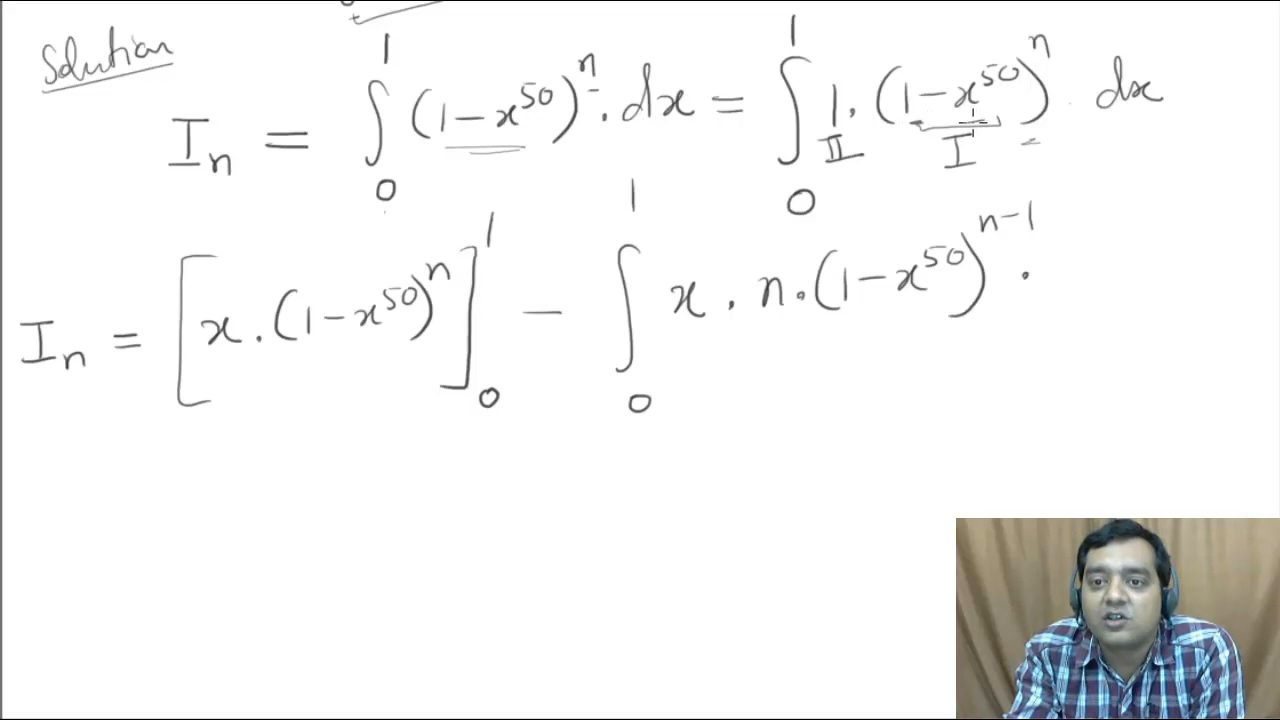 Solution
Iₙ = ∫₀¹ (1-x⁵⁰)ⁿ . dx = ∫₀¹ 1 . (1-x⁵⁰)ⁿ . dx
II I
Iₙ = [x . (1-x⁵⁰)ⁿ]₀¹ - ∫₀¹ x . n . (1-x⁵⁰)ⁿ⁻¹ .